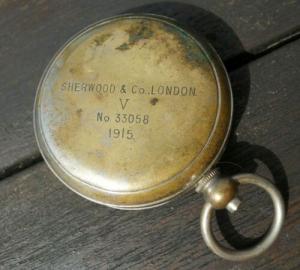 SHERWOOD & Co., LONDON.
V
No 33058
1915.